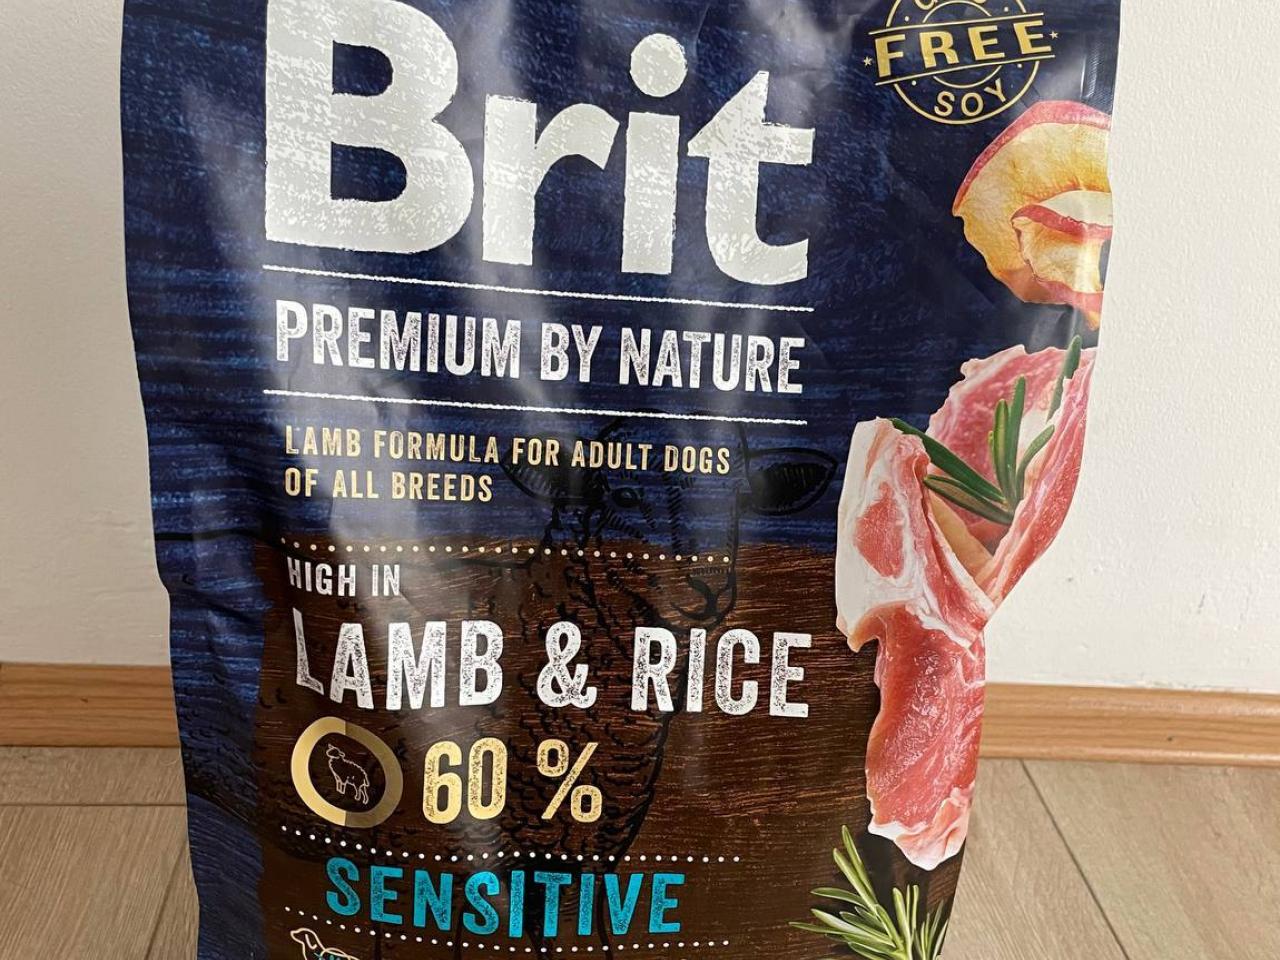 Brit
FREE
SOY
PREMIUM BY NATURE
LAMB FORMULA FOR ADULT DOGS
OF ALL BREEDS
HIGH IN
LAMB & RICE
60 %
SENSITIVE